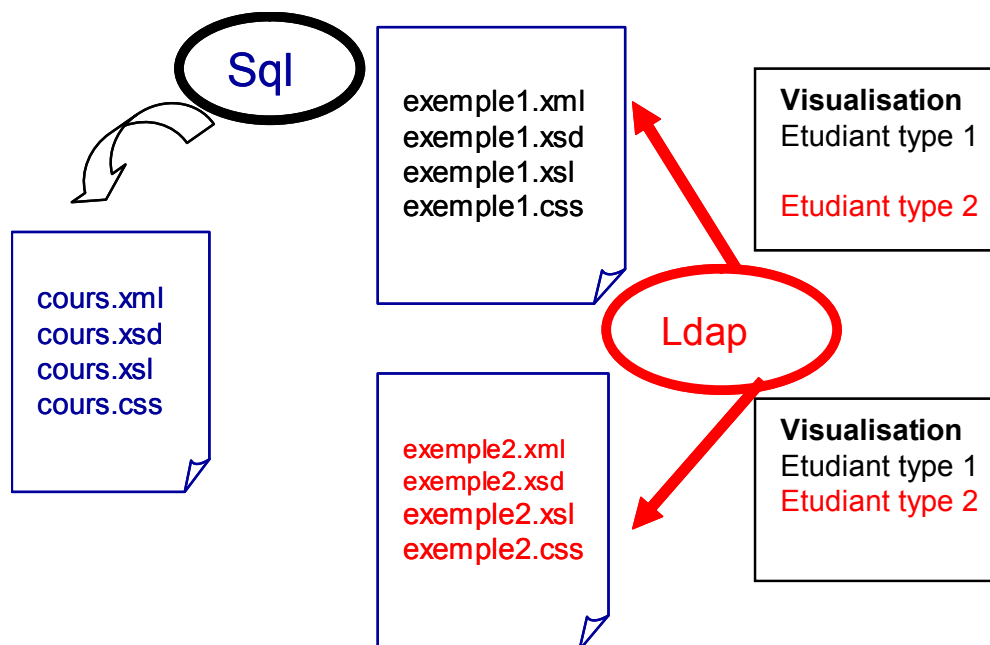 Sql
exemple1.xml
exemple1.xsd
exemple1.xsl
exemple1.css
Visualisation
Etudiant type 1
Etudiant type 2
cours.xml
cours.xsd
cours.xsl
cours.css
Ldap
exemple2.xml
exemple2.xsd
exemple2.xsl
exemple2.css
Visualisation
Etudiant type 1
Etudiant type 2